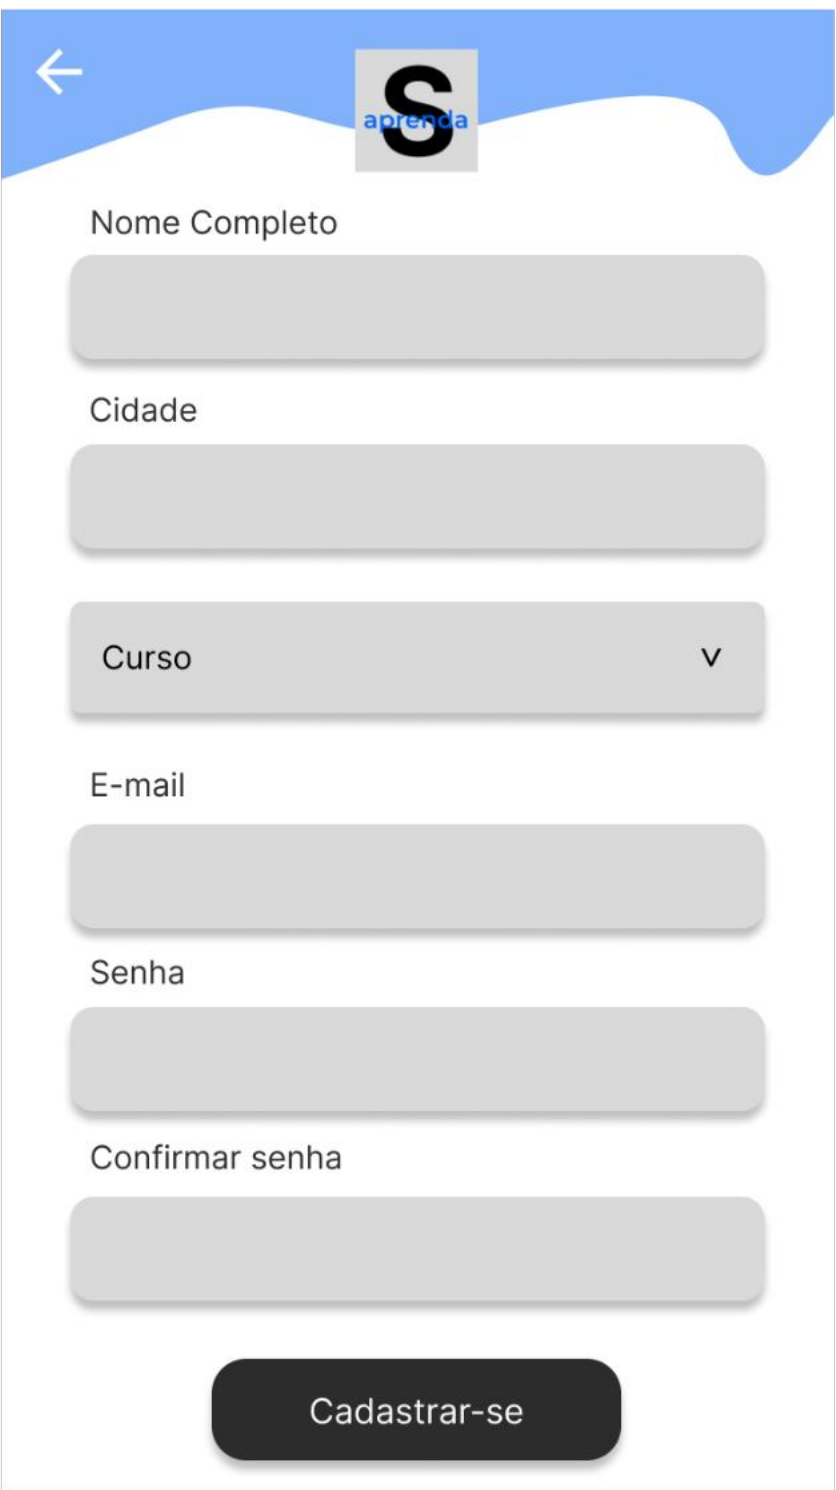 S
aprenda
Nome Completo
Cidade
Curso
v
E-mail
Senha
Confirmar senha
Cadastrar-se